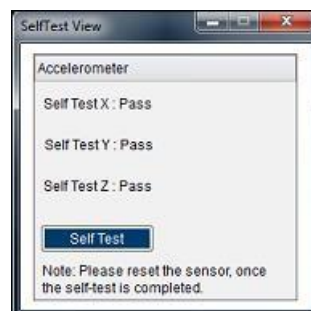 SelfTest View
Accelerometer
Self Test X : Pass
Self Test Y : Pass
Self Test Z : Pass
Self Test
Note: Please reset the sensor, once
the self-test is completed.